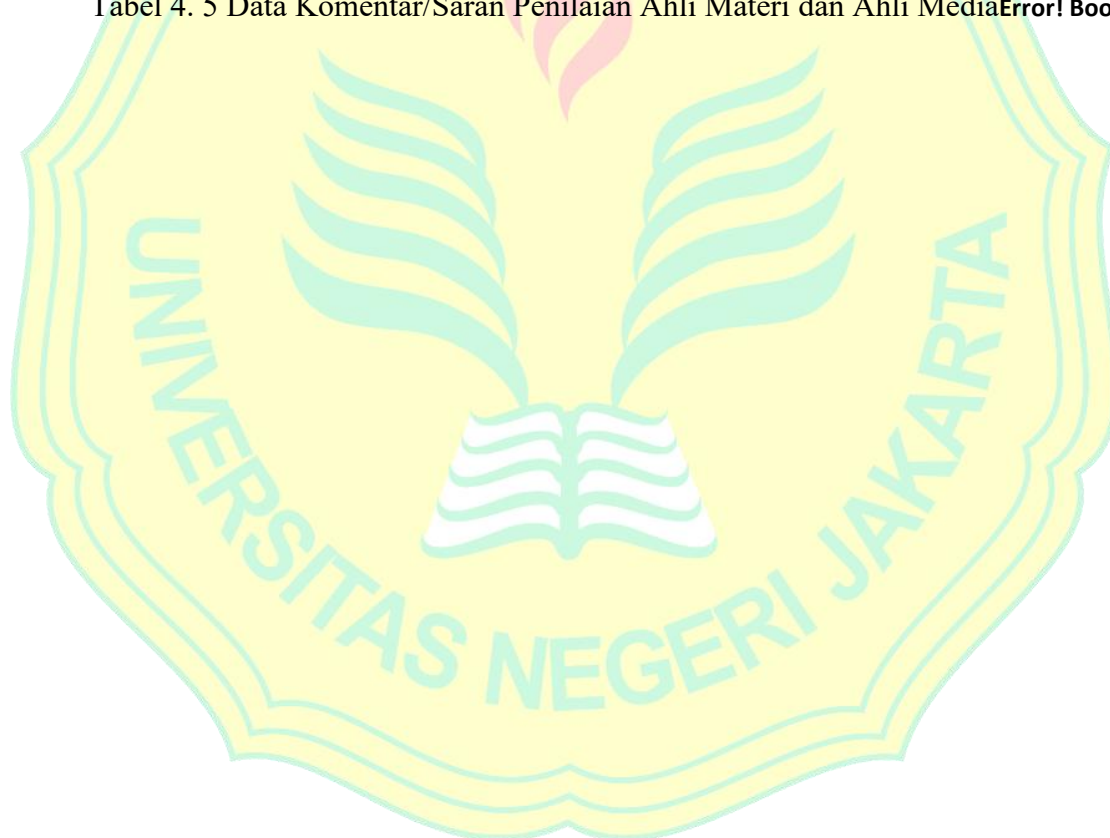 Tabel 4. 5 Data Komentar/Saran Penilaian Ahli Materi dan Ahli MediaError! Boo
UNIVERSITAS NEGERI JAKARTA